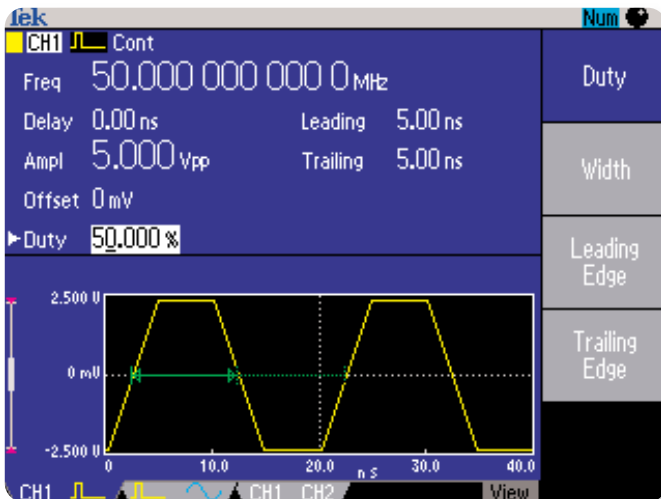 Tek Num
CH1 Cont
Freq 50.000 000 000 0 MHz
Delay 0.00 ns Leading 5.00 ns
Ampl 5.000 Vpp Trailing 5.00 ns
Offset 0 mV
Duty 50.000 %
Duty
Width
Leading
Edge
Trailing
Edge
2.500 V
0 mV
-2.500 V
0 10.0 20.0 ns 30.0 40.0
CH1 CH1 CH2 View